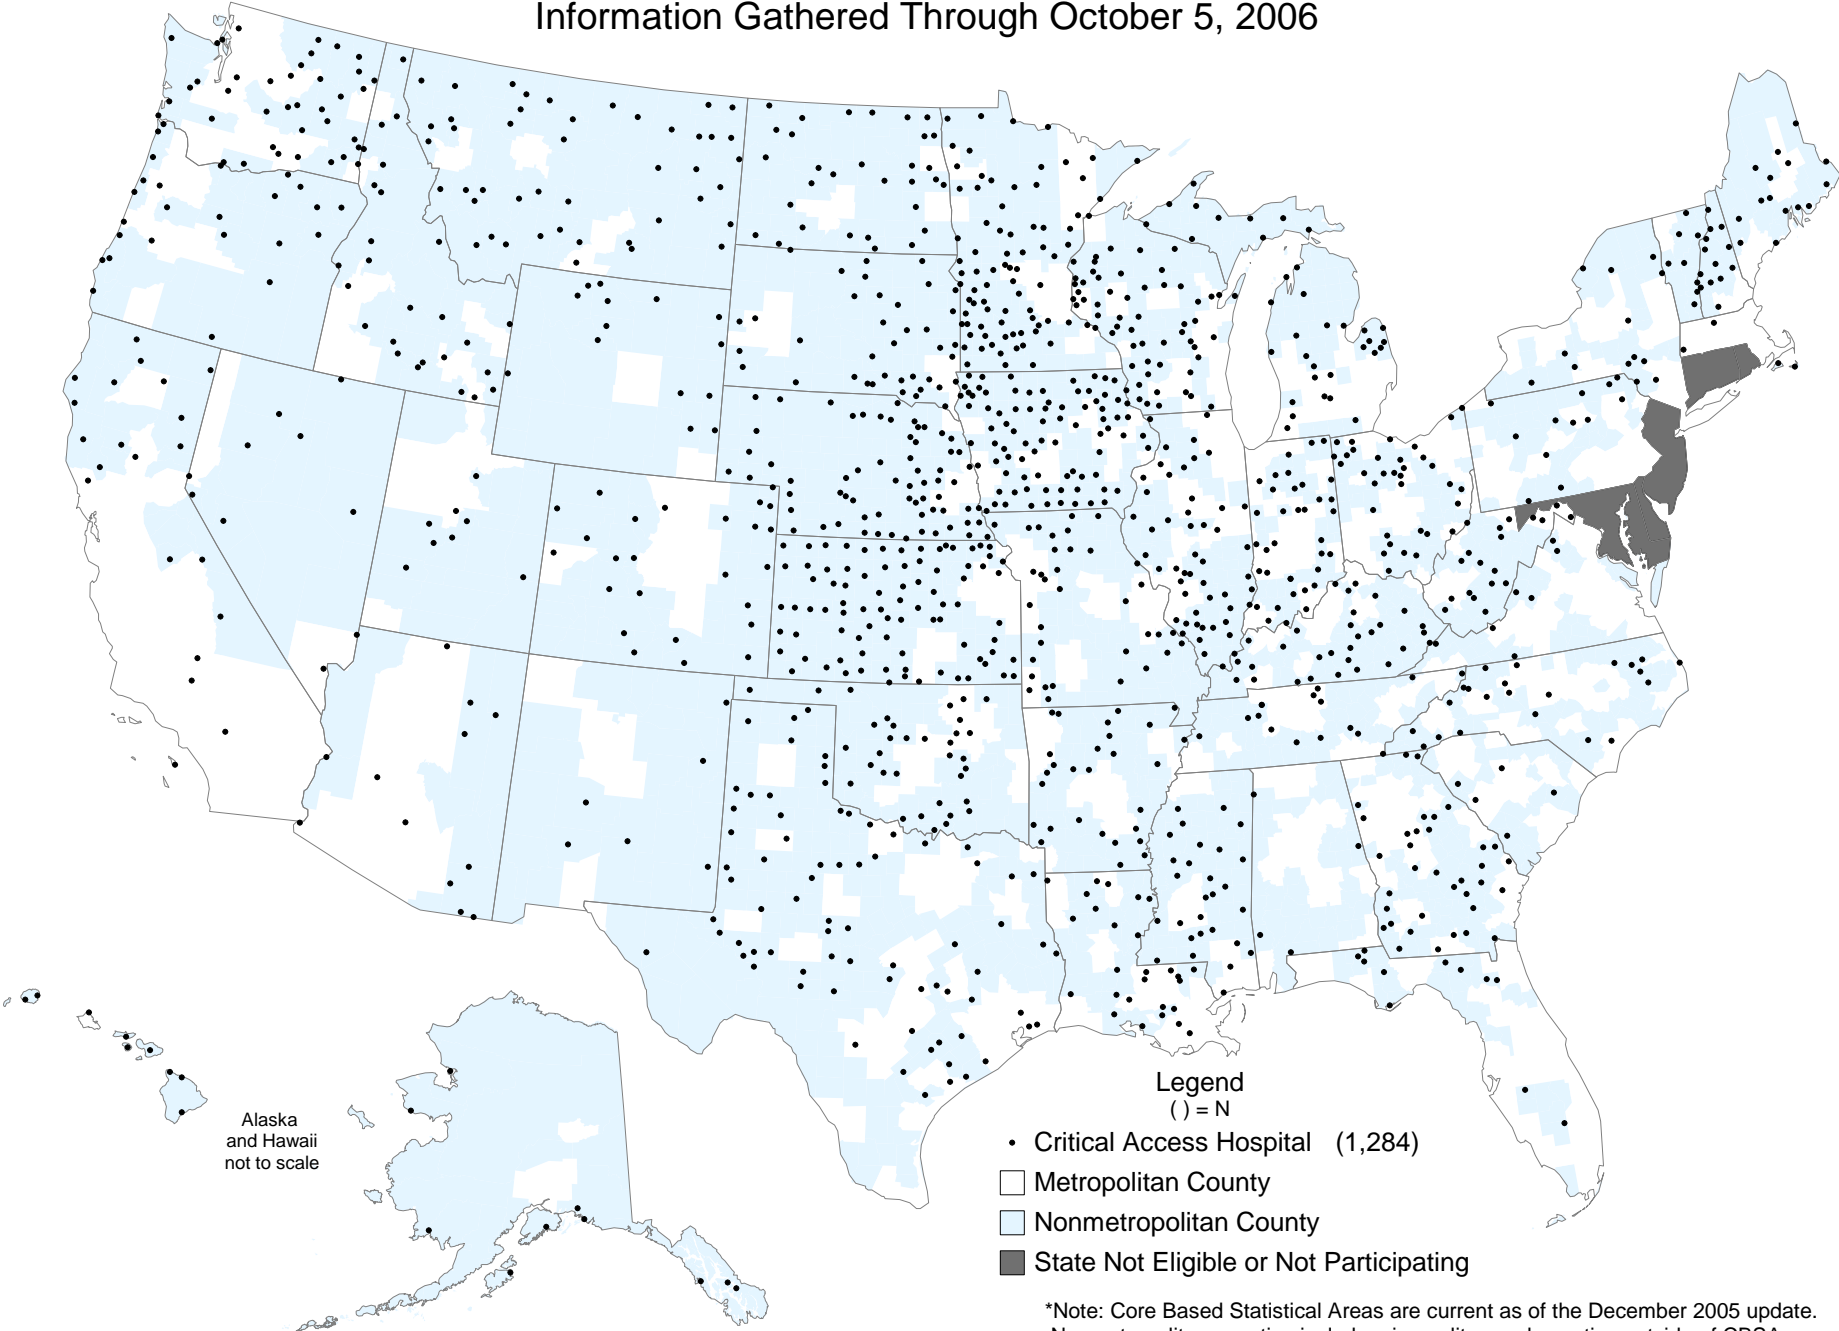 Information Gathered Through October 5, 2006
Alaska
and Hawaii
not to scale
Legend
( ) = N
Critical Access Hospital (1,284)
Metropolitan County
Nonmetropolitan County
State Not Eligible or Not Participating
*Note: Core Based Statistical Areas are current as of the December 2005 update.